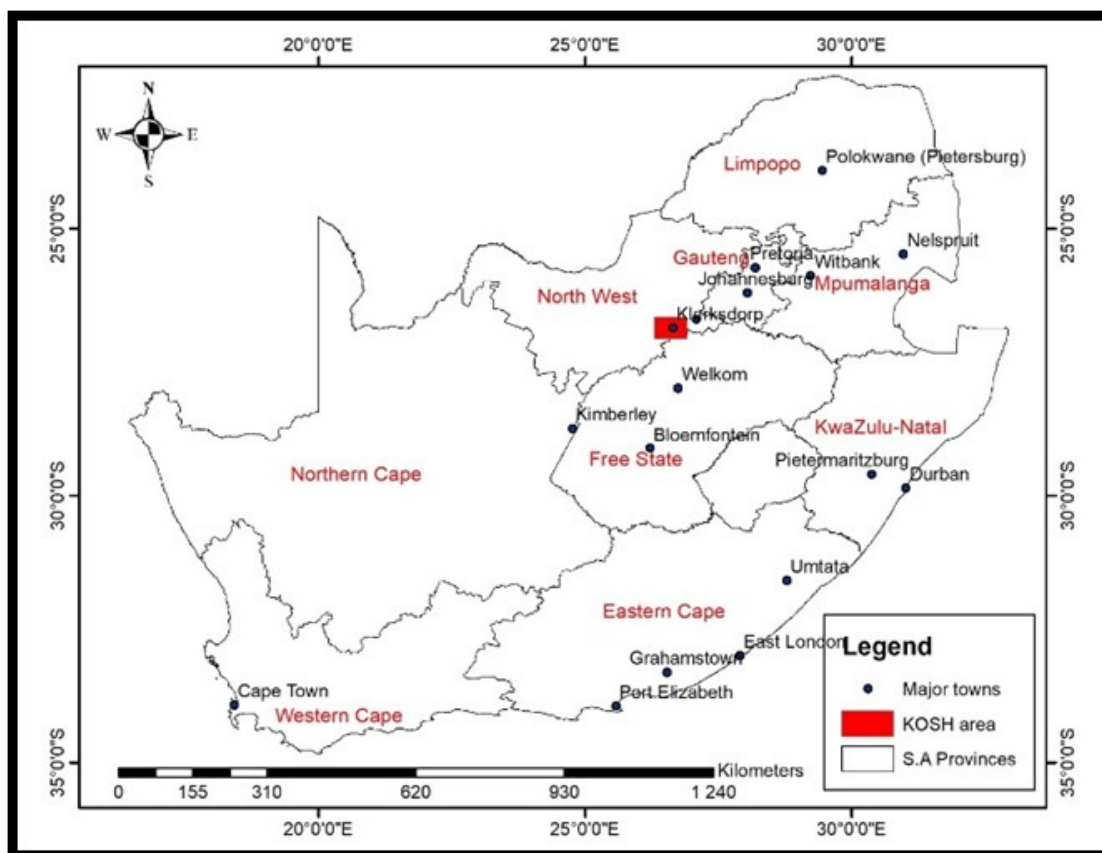 20°0'0"E 25°0'0"E 30°0'0"E
N
W E
S
Polokwane (Pietersburg)
Limpopo
25°0'0"S 25°0'0"S
Nelspruit
Gauteng Pretoria Witbank
Johannesburg Mpumalanga
North West
Klerksdorp
Welkom
Kimberley
KwaZulu-Natal
Bloemfontein
Free State
Pietermaritzburg
Northern Cape
Durban
30°0'0"S 30°0'0"S
Umtata
Eastern Cape
East London
Grahamstown
Cape Town
Port Elizabeth
Western Cape
Legend
Major towns
KOSH area
S.A Provinces
35°0'0"S 35°0'0"S
Kilometers
0 155 310 620 930 1 240
20°0'0"E 25°0'0"E 30°0'0"E